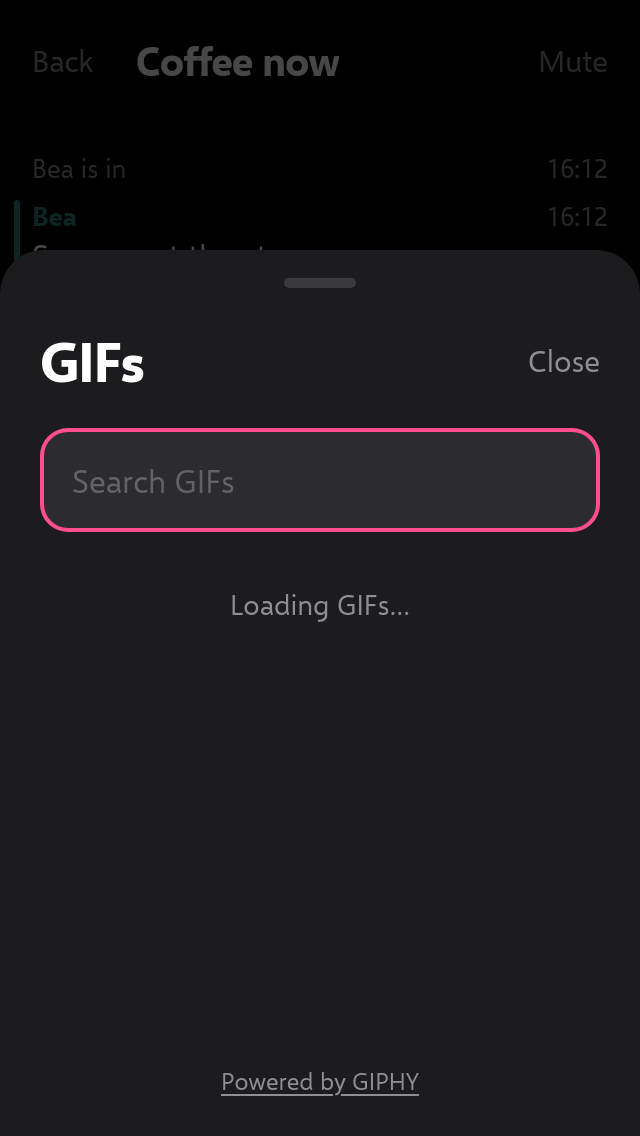 Back Coffee now Mute
Bea is in 16:12
Bea 16:12
GIFs Close
Search GIFs
Loading GIFs...
Powered by GIPHY